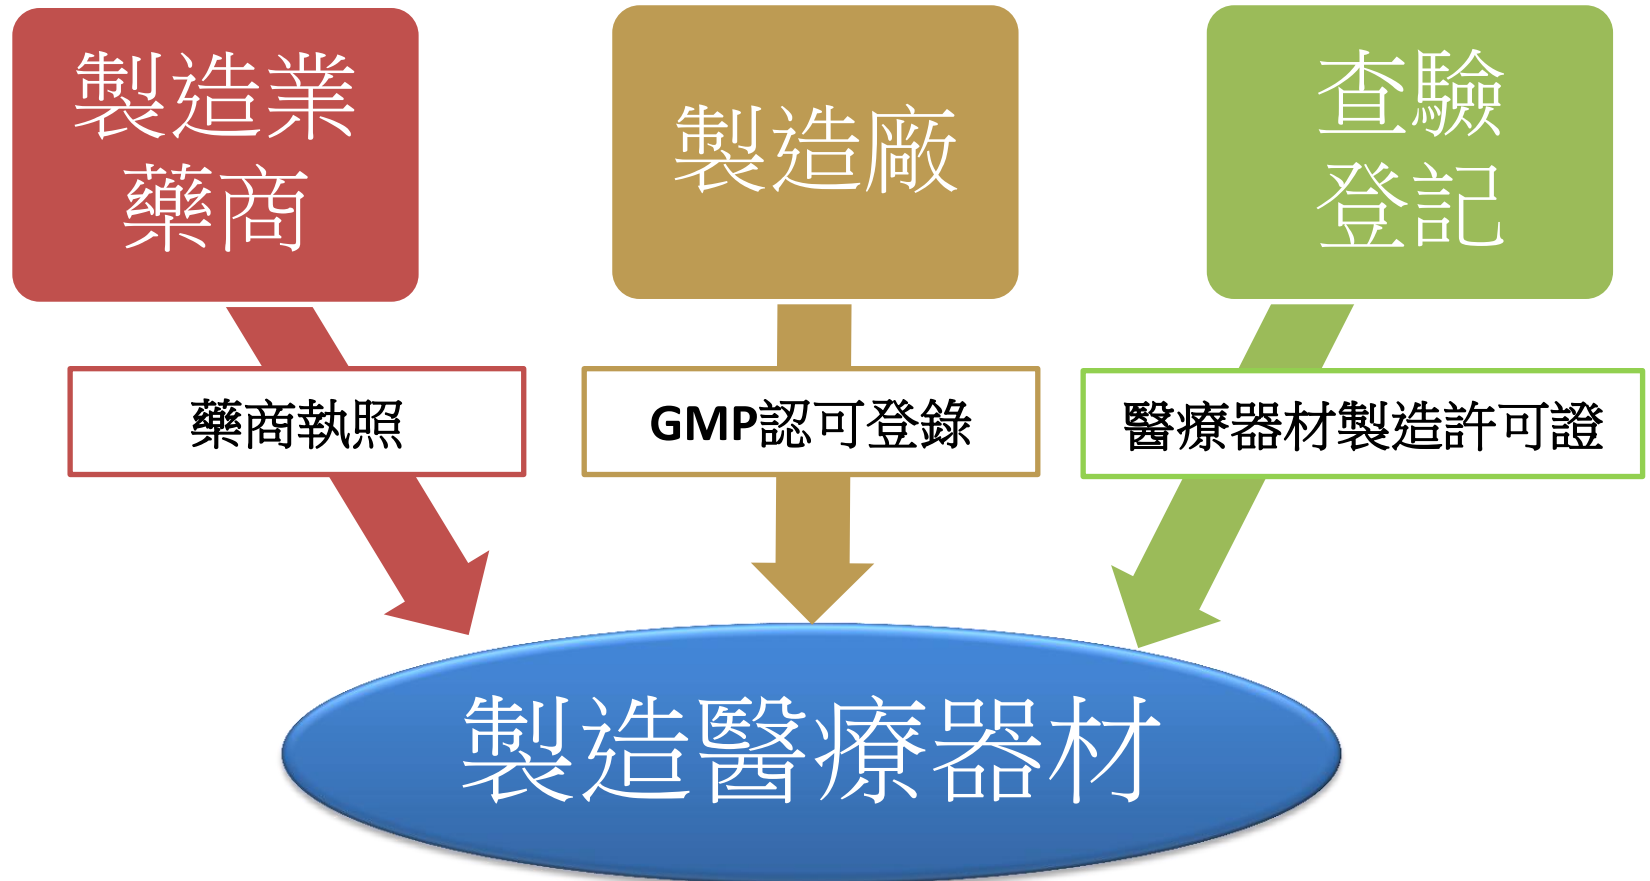 製造業
藥商
製造廠
查驗
登記
藥商執照
GMP認可登錄
醫療器材製造許可證
製造醫療器材